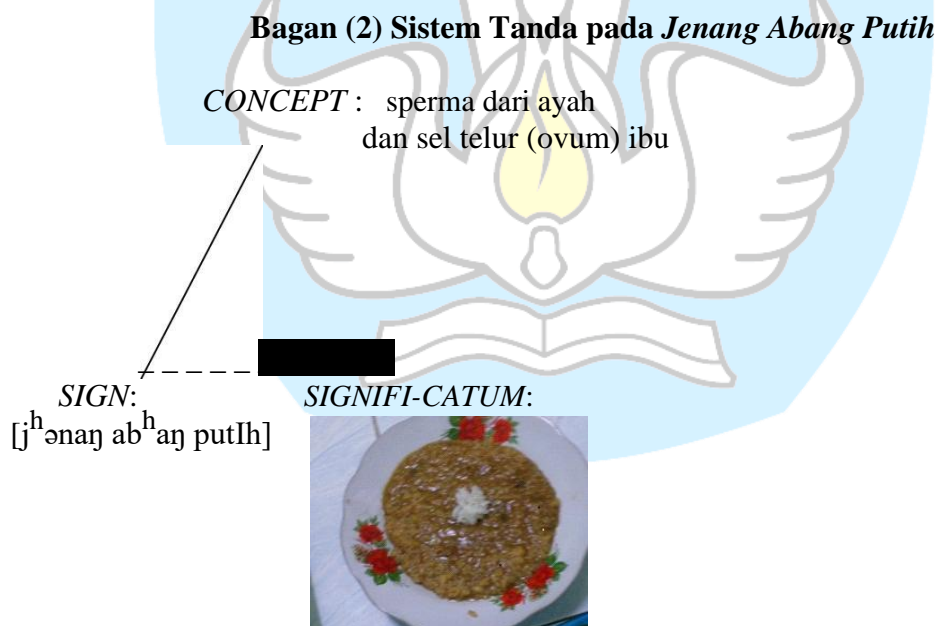 Bagan (2) Sistem Tanda pada Jenang Abang Putih
CONCEPT : sperma dari ayah
dan sel telur (ovum) ibu
SIGN:
SIGNIFI-CATUM:
[jʰənaŋ abʰaŋ putIh]